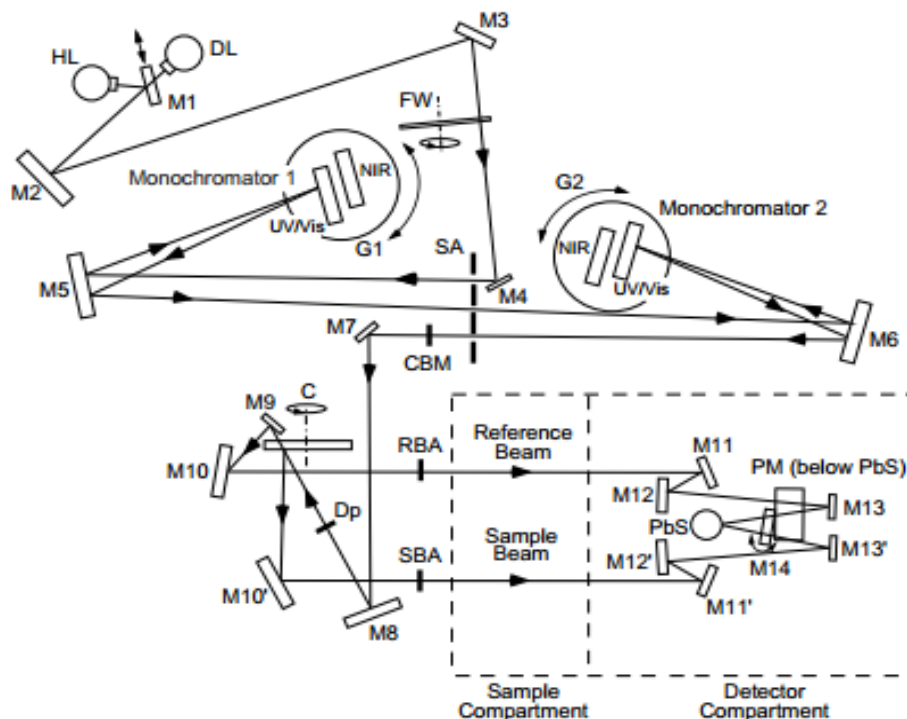 M3
HL
DL
M1
FW
M2
Monochromator 1
NIR
UV/Vis
G1
G2
Monochromator 2
NIR
UV/Vis
SA
M5
M4
M6
M7
CBM
C
M9
M10
RBA
Reference
Beam
M11
PM (below PbS)
M12
M13
PbS
Dp
SBA
Sample
Beam
M12'
M13'
M14
M10'
M8
M11'
Sample
Compartment
Detector
Compartment